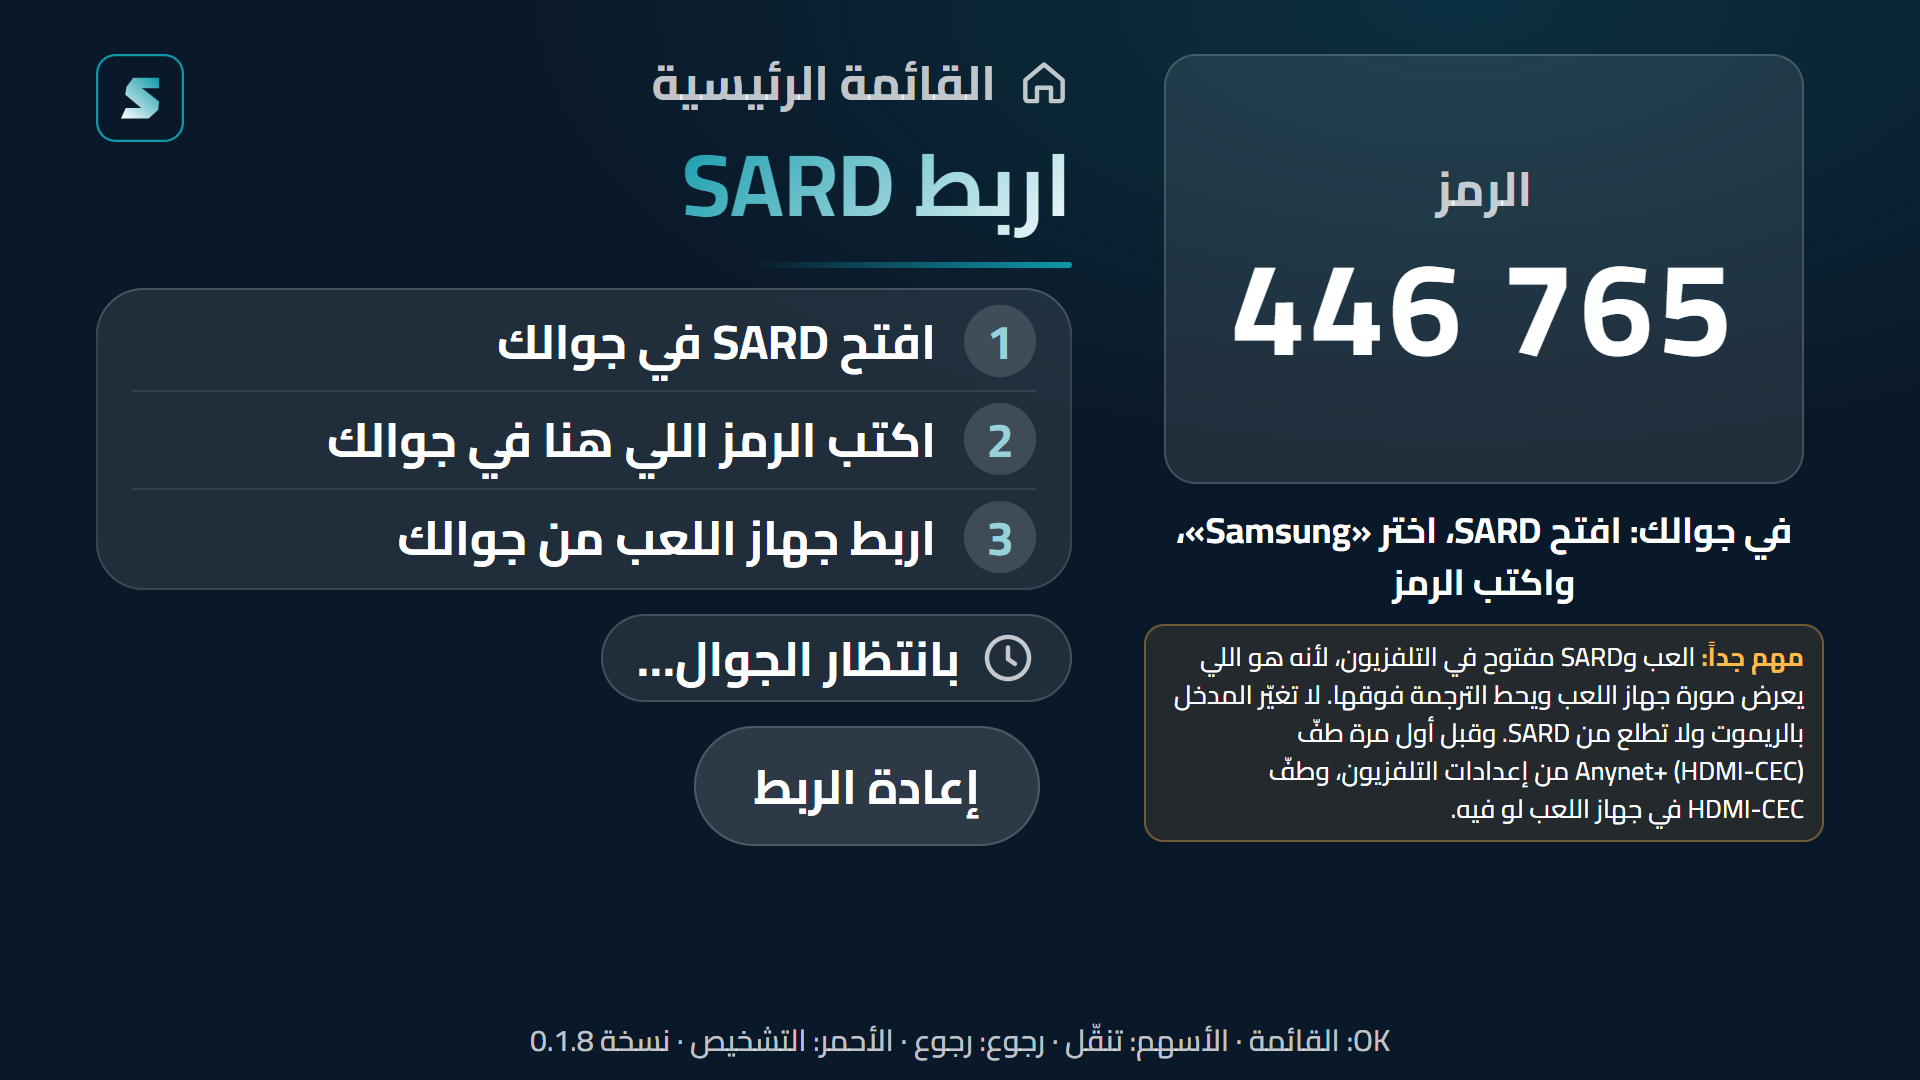 القائمة الرئيسية
اربط SARD
1 افتح SARD في جوالك
2 اكتب الرمز اللي هنا في جوالك
3 اربط جهاز اللعب من جوالك
بانتظار الجوال...
إعادة الربط
الرمز
446 765
في جوالك: افتح SARD، اختر «Samsung»،
واكتب الرمز
مهم جداً: العب وSARD مفتوح في التلفزيون، لأنه هو اللي
يعرض صورة جهاز اللعب ويحط الترجمة فوقها. لا تغيّر المدخل
بالريموت ولا تطلع من SARD. وقبل أول مرة طفّ
Anynet+ (HDMI-CEC) من إعدادات التلفزيون، وطفّ
HDMI-CEC في جهاز اللعب لو فيه.
OK: القائمة · الأسهم: تنقّل · رجوع: رجوع · الأحمر: التشخيص · نسخة 0.1.8
S